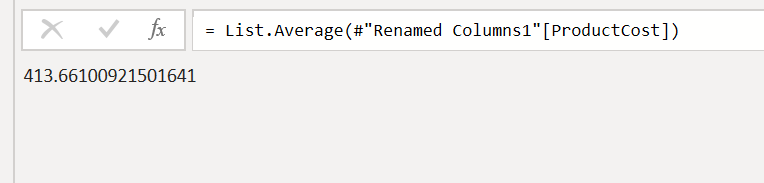 fx = List.Average(#"Renamed Columns1"[ProductCost])
413.66100921501641